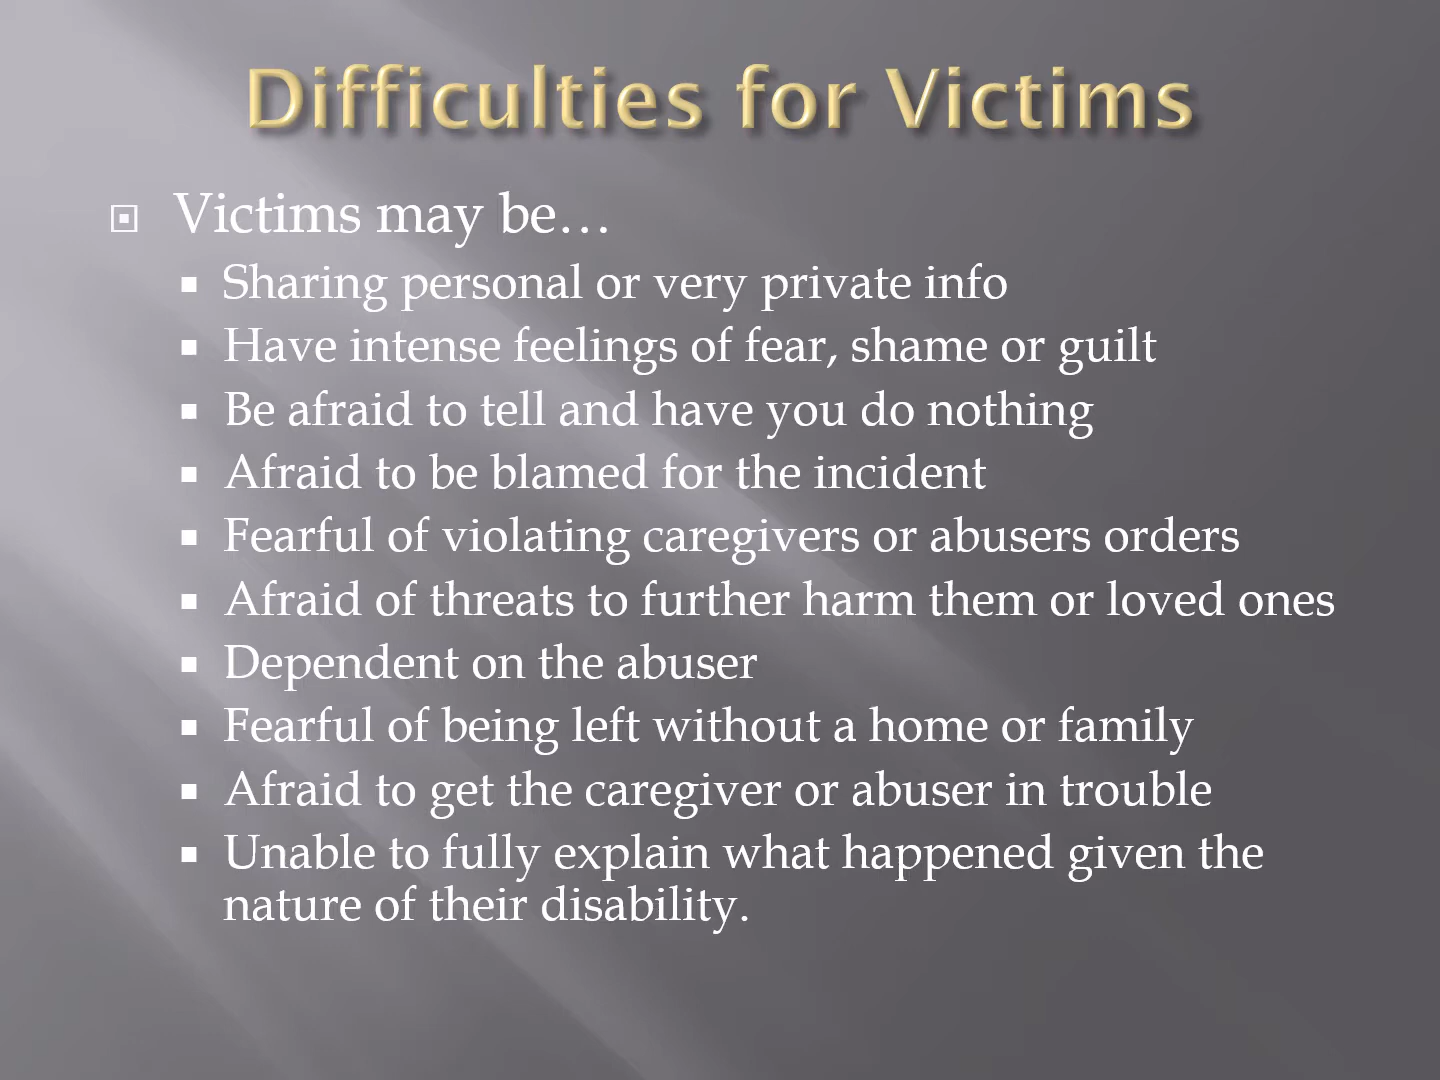 Difficulties for Victims
Victims may be…
Sharing personal or very private info
Have intense feelings of fear, shame or guilt
Be afraid to tell and have you do nothing
Afraid to be blamed for the incident
Fearful of violating caregivers or abusers orders
Afraid of threats to further harm them or loved ones
Dependent on the abuser
Fearful of being left without a home or family
Afraid to get the caregiver or abuser in trouble
Unable to fully explain what happened given the
nature of their disability.